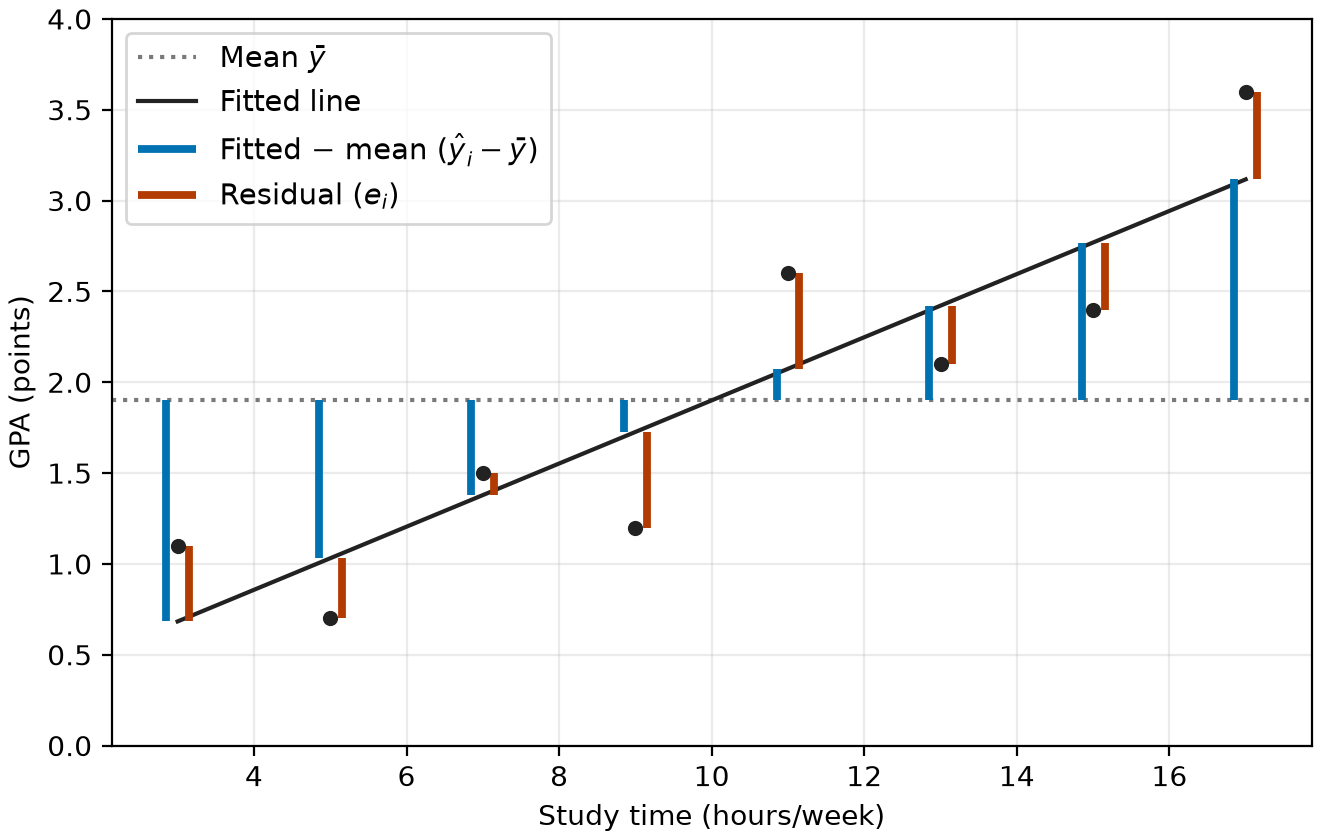 4.0
3.5
3.0
2.5
2.0
1.5
1.0
0.5
0.0
GPA (points)
Mean ȳ
Fitted line
Fitted − mean (ŷᵢ − ȳ)
Residual (eᵢ)
4 6 8 10 12 14 16
Study time (hours/week)